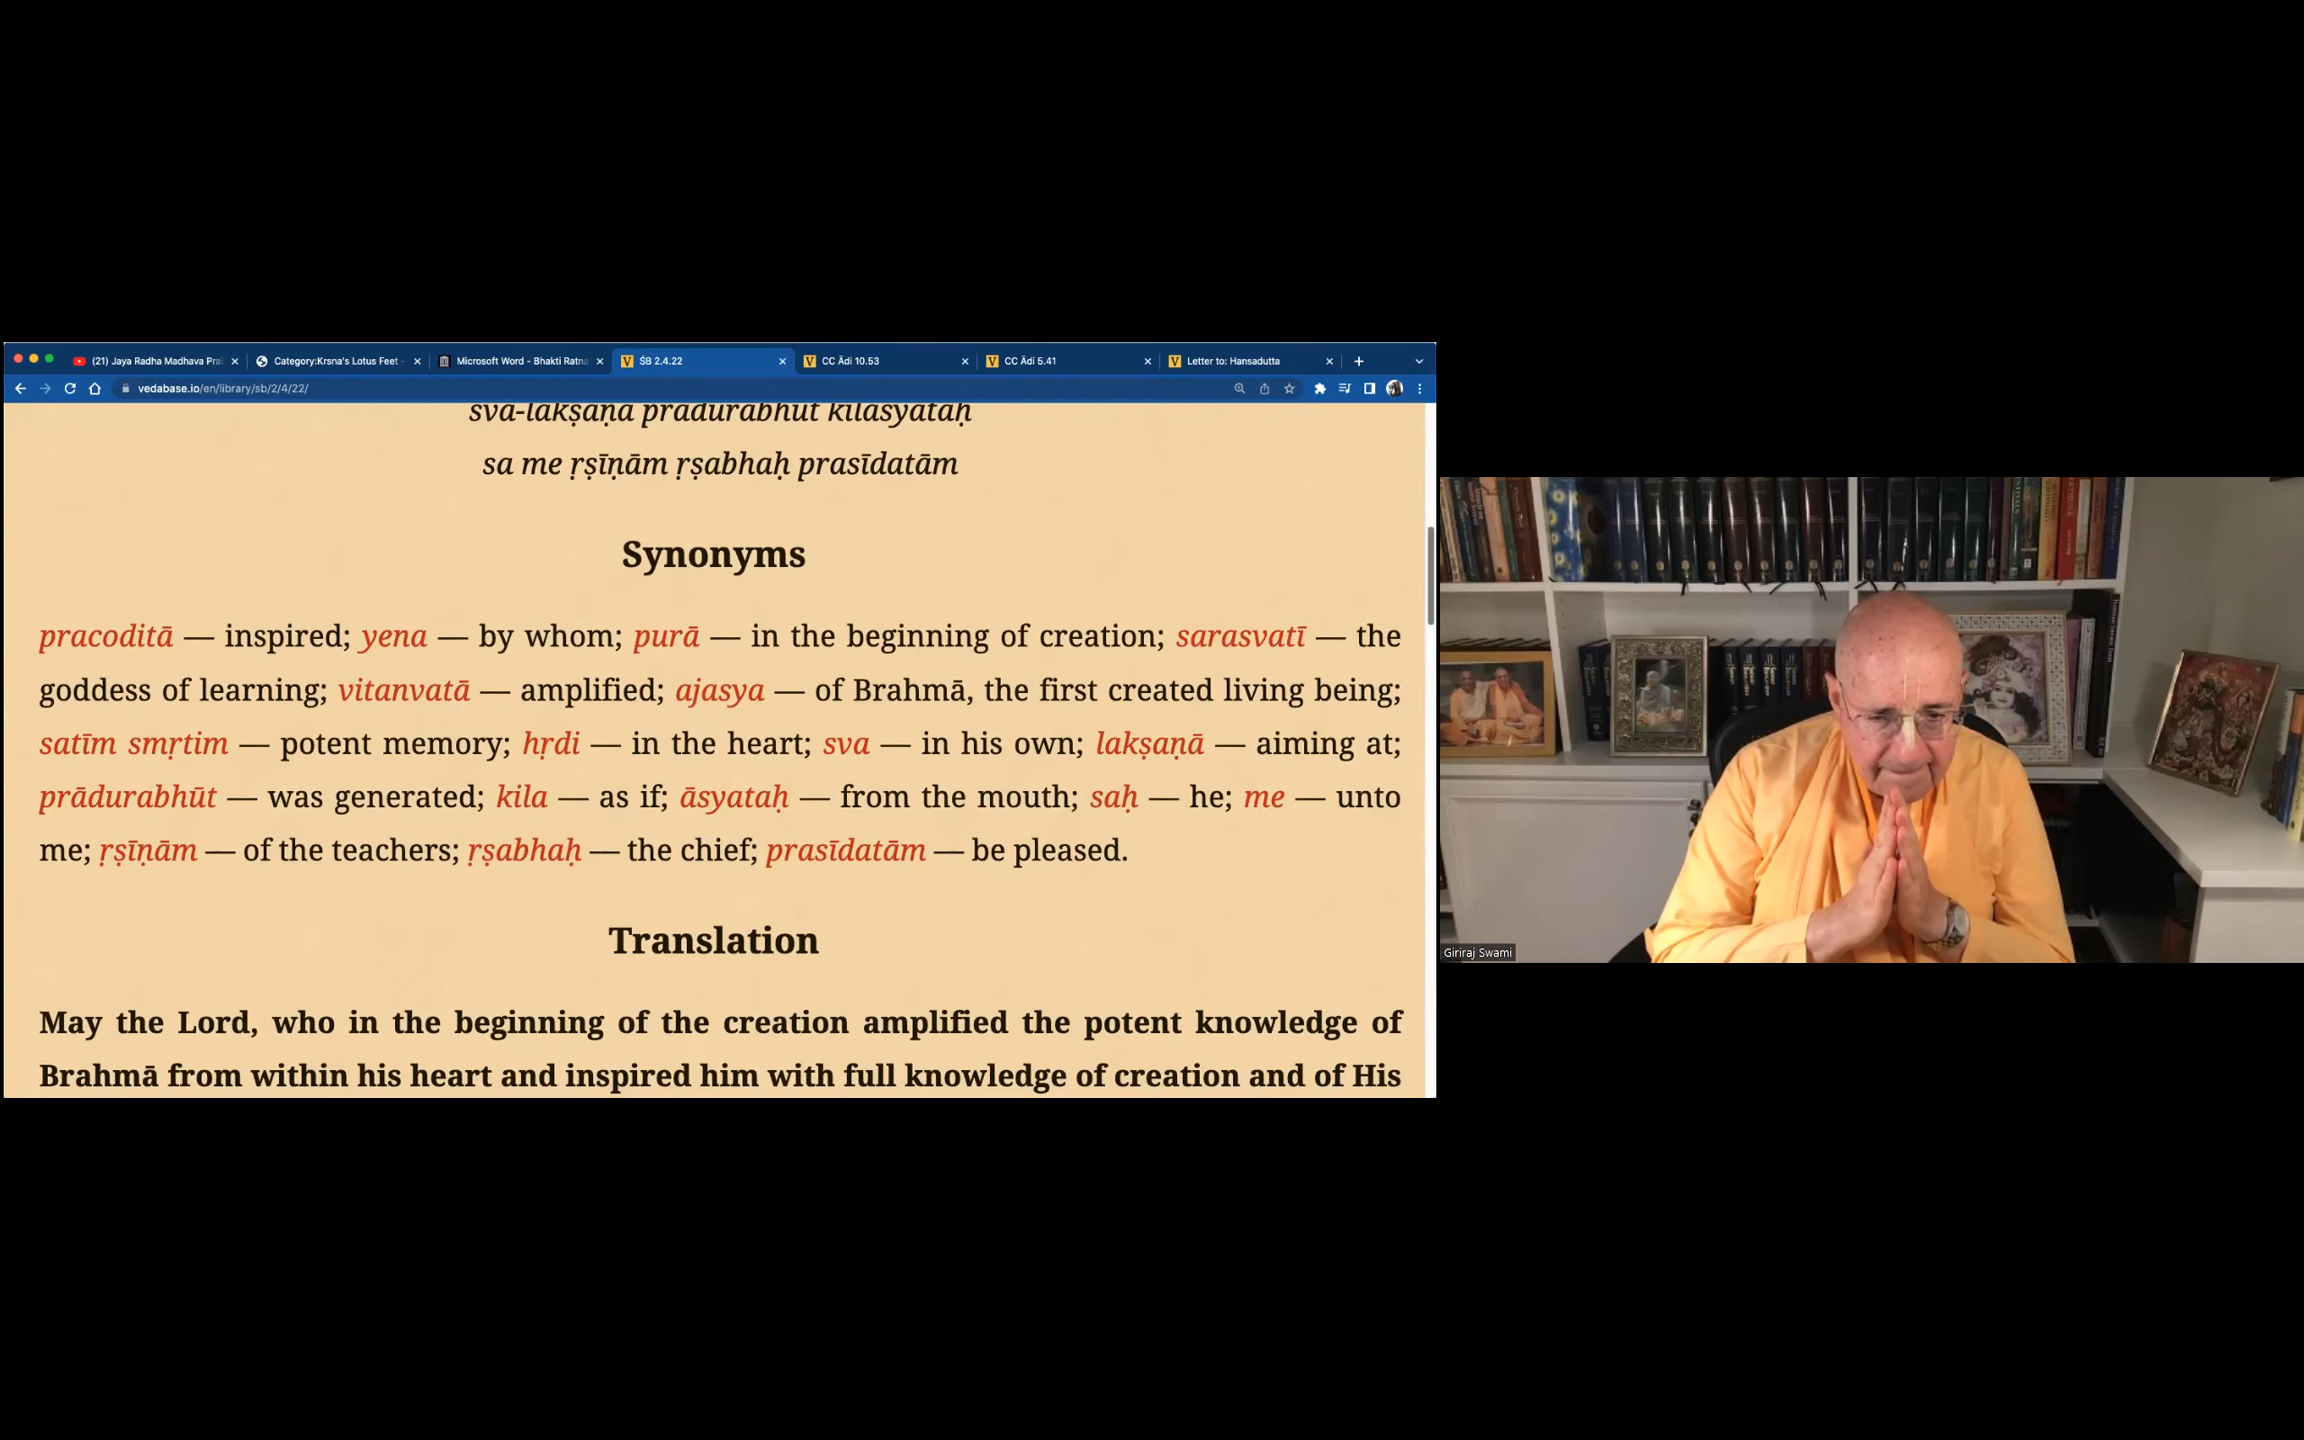 (21) Jaya Radha Madhava Pra
Category:Krsna's Lotus Feet -
Microsoft Word - Bhakti Ratna
ŚB 2.4.22
CC Ādi 10.53
CC Ādi 5.41
Letter to: Hansadutta
vedabase.io/en/library/sb/2/4/22/
sva-lakṣaṇā prādurabhūt kilāsyataḥ
sa me ṛṣīṇām ṛṣabhaḥ prasīdatām
Synonyms
pracoditā — inspired; yena — by whom; purā — in the beginning of creation; sarasvatī — the
goddess of learning; vitanvatā — amplified; ajasya — of Brahmā, the first created living being;
satīm smṛtim — potent memory; hṛdi — in the heart; sva — in his own; lakṣaṇā — aiming at;
prādurabhūt — was generated; kila — as if; āsyataḥ — from the mouth; saḥ — he; me — unto
me; ṛṣīṇām — of the teachers; ṛṣabhaḥ — the chief; prasīdatām — be pleased.
Translation
May the Lord, who in the beginning of the creation amplified the potent knowledge of
Brahmā from within his heart and inspired him with full knowledge of creation and of His
Giriraj Swami